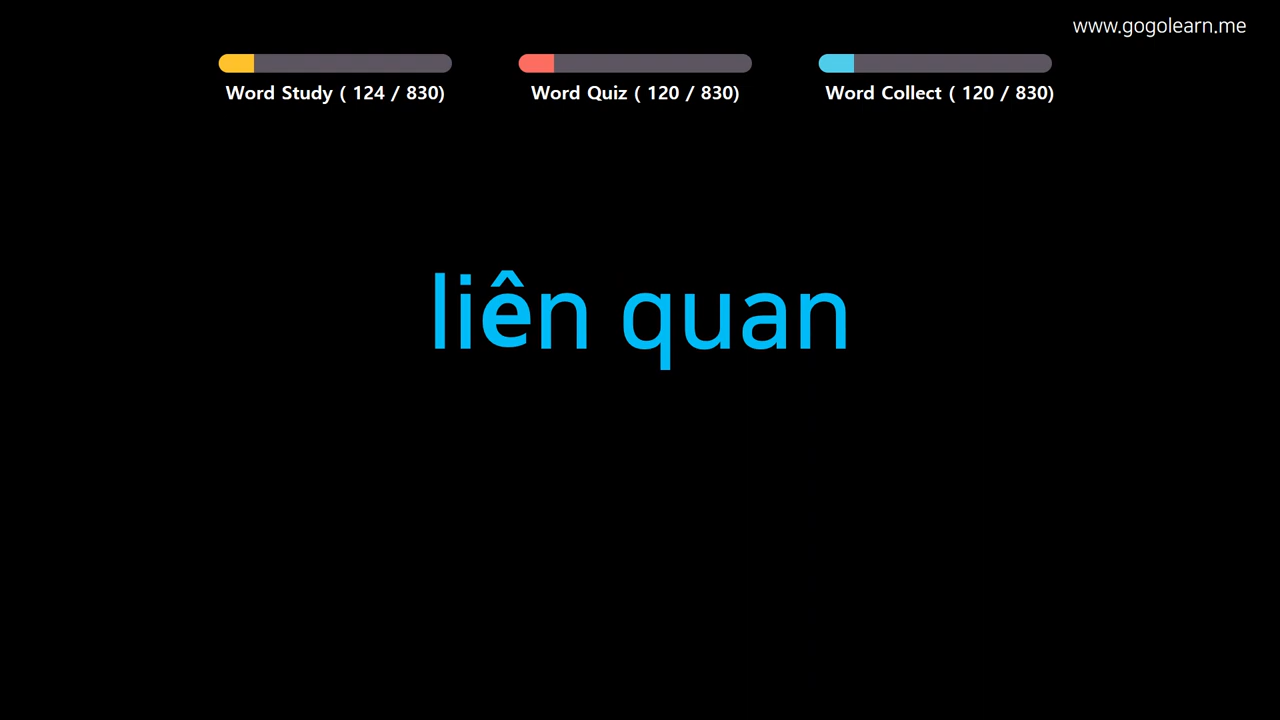 www.gogolearn.me
Word Study ( 124 / 830)
Word Quiz ( 120 / 830)
Word Collect ( 120 / 830)
liên quan